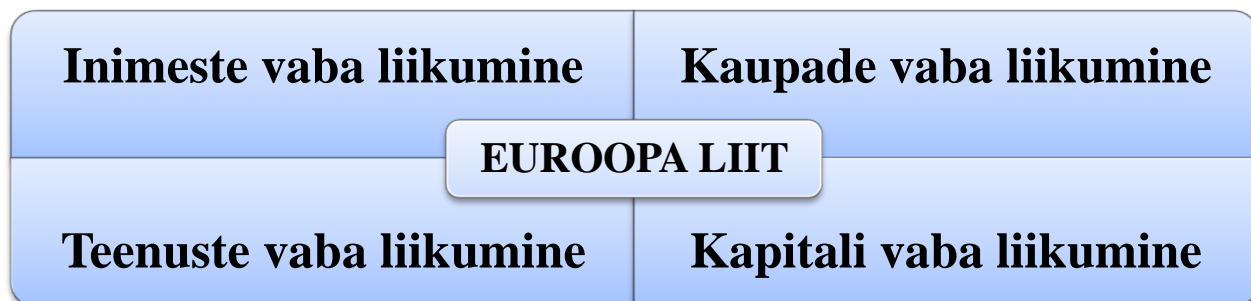 Inimeste vaba liikumine
Kaupade vaba liikumine
EUROOPA LIIT
Teenuste vaba liikumine
Kapitali vaba liikumine